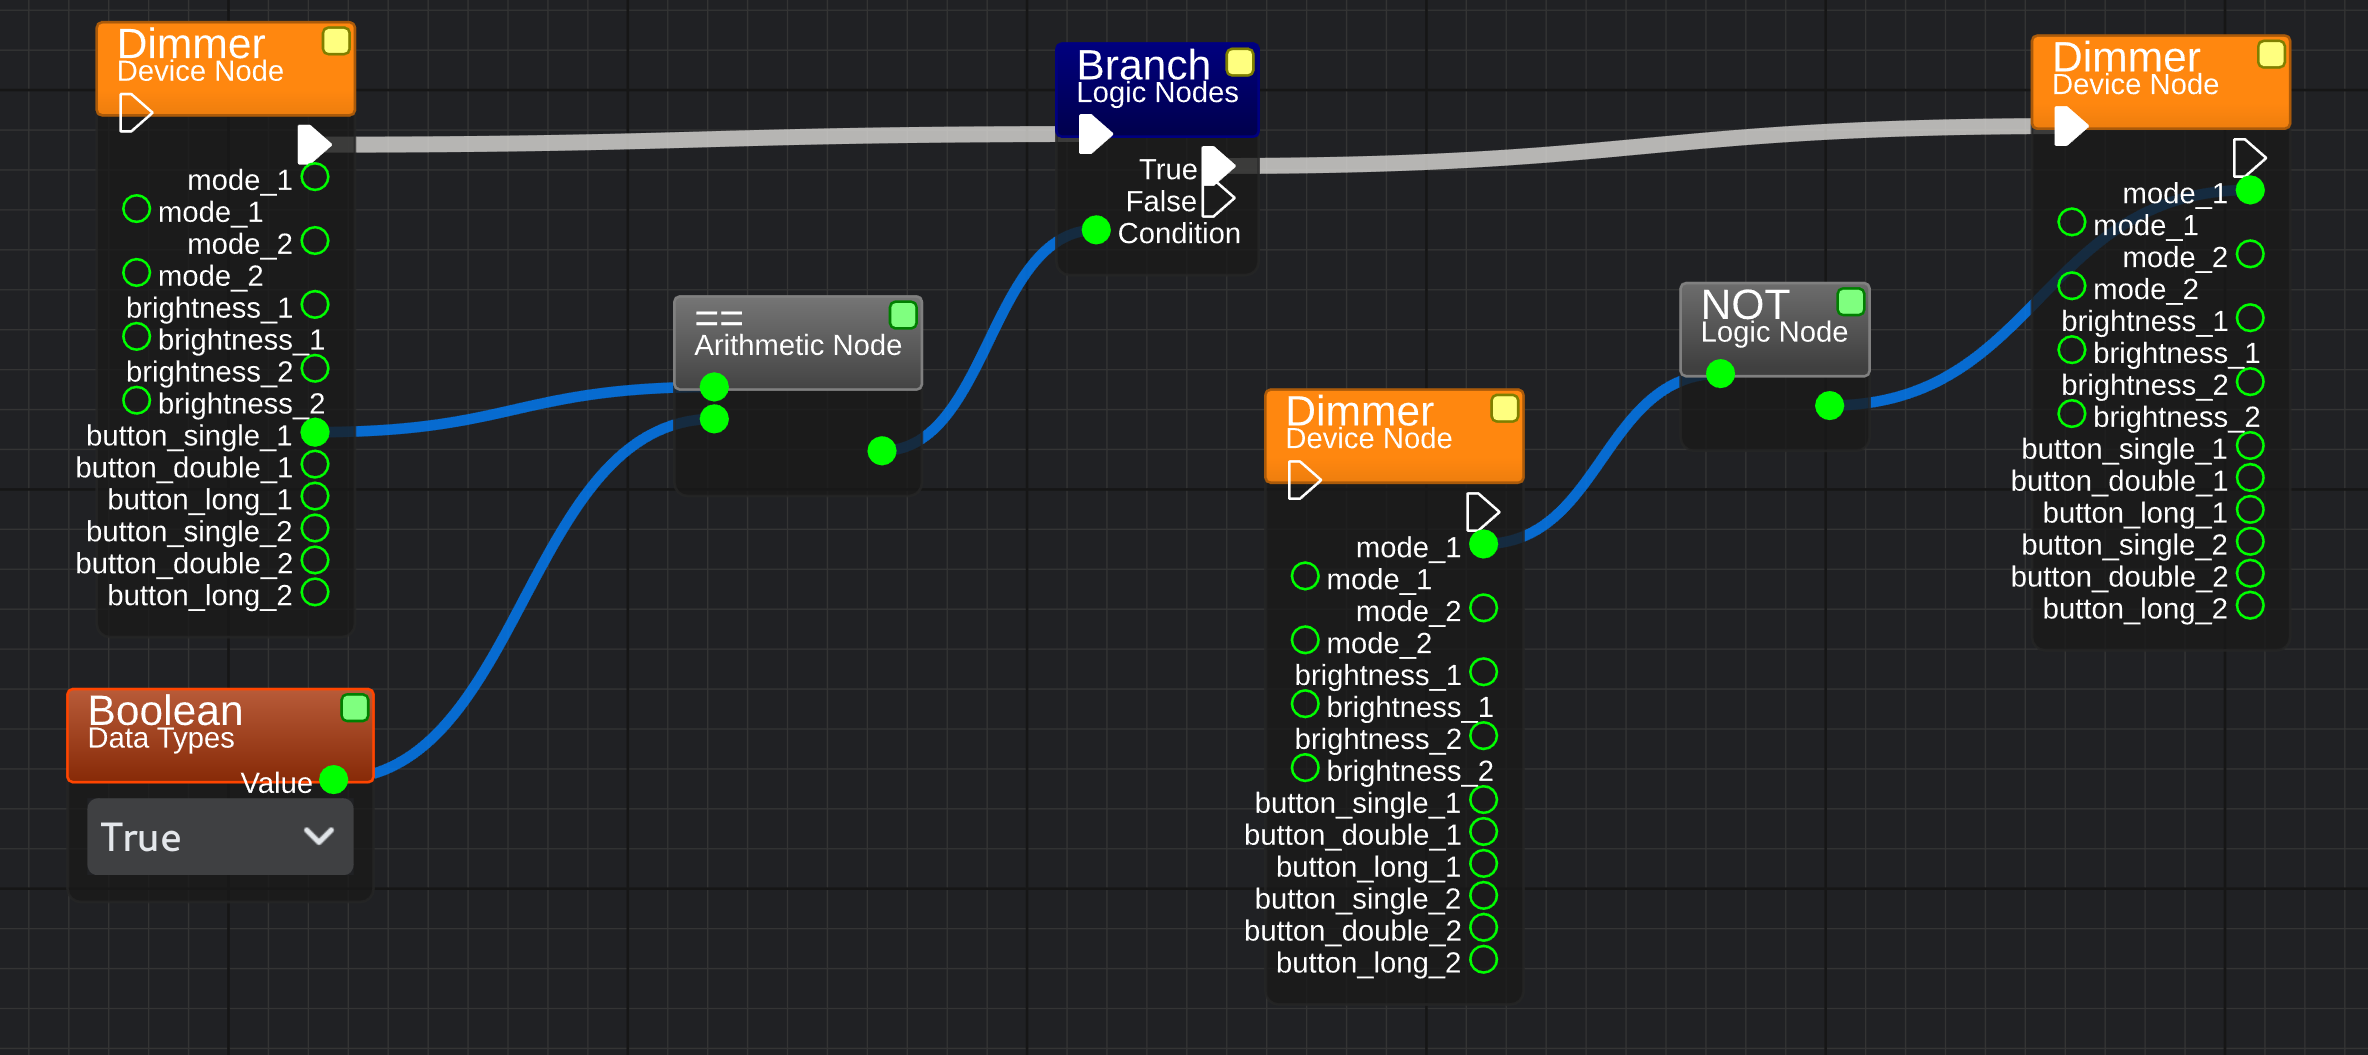 Dimmer
Device Node
mode_1
mode_1
mode_2
mode_2
brightness_1
brightness_1
brightness_2
brightness_2
button_single_1
button_double_1
button_long_1
button_single_2
button_double_2
button_long_2
Boolean
Data Types
Value
True
==
Arithmetic Node
Branch
Logic Nodes
True
False
Condition
Dimmer
Device Node
mode_1
mode_1
mode_2
mode_2
brightness_1
brightness_1
brightness_2
brightness_2
button_single_1
button_double_1
button_long_1
button_single_2
button_double_2
button_long_2
NOT
Logic Node
Dimmer
Device Node
mode_1
mode_1
mode_2
mode_2
brightness_1
brightness_1
brightness_2
brightness_2
button_single_1
button_double_1
button_long_1
button_single_2
button_double_2
button_long_2